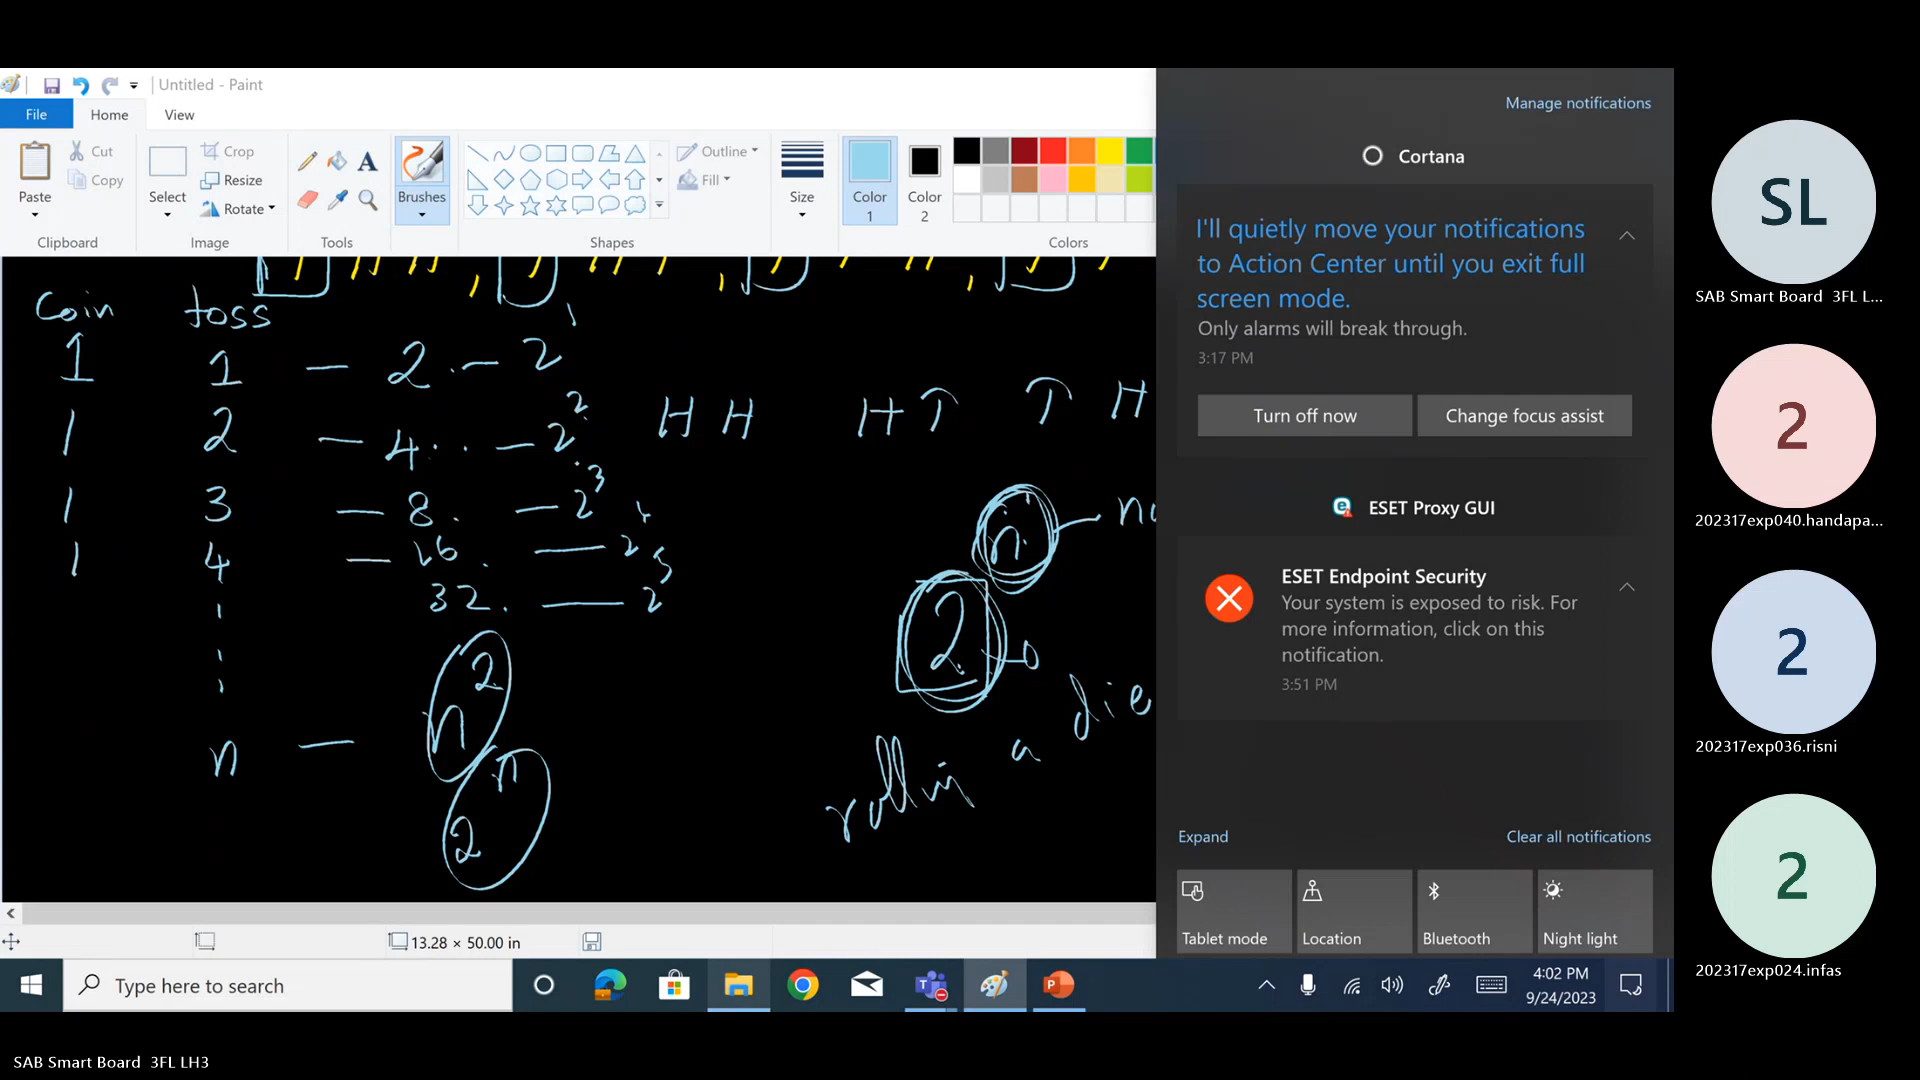 Untitled - Paint
File Home View
Paste
Cut
Copy
Clipboard
Select
Crop
Resize
Rotate
Image
Tools
Brushes
Outline
Fill
Shapes
Size
Color 1
Color 2
Colors
Coin toss
1 1 — 2 — 2
1 2 — 4 — 2²
1 3 — 8 — 2³
1 4 — 16 — 2⁴
32 — 2⁵
n — n²
2ⁿ
HH HT TH
n —
2
a die
Manage notifications
Cortana
I'll quietly move your notifications
to Action Center until you exit full
screen mode.
Only alarms will break through.
3:17 PM
Turn off now Change focus assist
ESET Proxy GUI
ESET Endpoint Security
Your system is exposed to risk. For
more information, click on this
notification.
3:51 PM
Expand Clear all notifications
Tablet mode Location Bluetooth Night light
13.28 × 50.00 in
Type here to search
4:02 PM
9/24/2023
SL
SAB Smart Board 3FL L...
2
202317exp040.handapa...
2
202317exp036.risni
2
202317exp024.infas
SAB Smart Board 3FL LH3